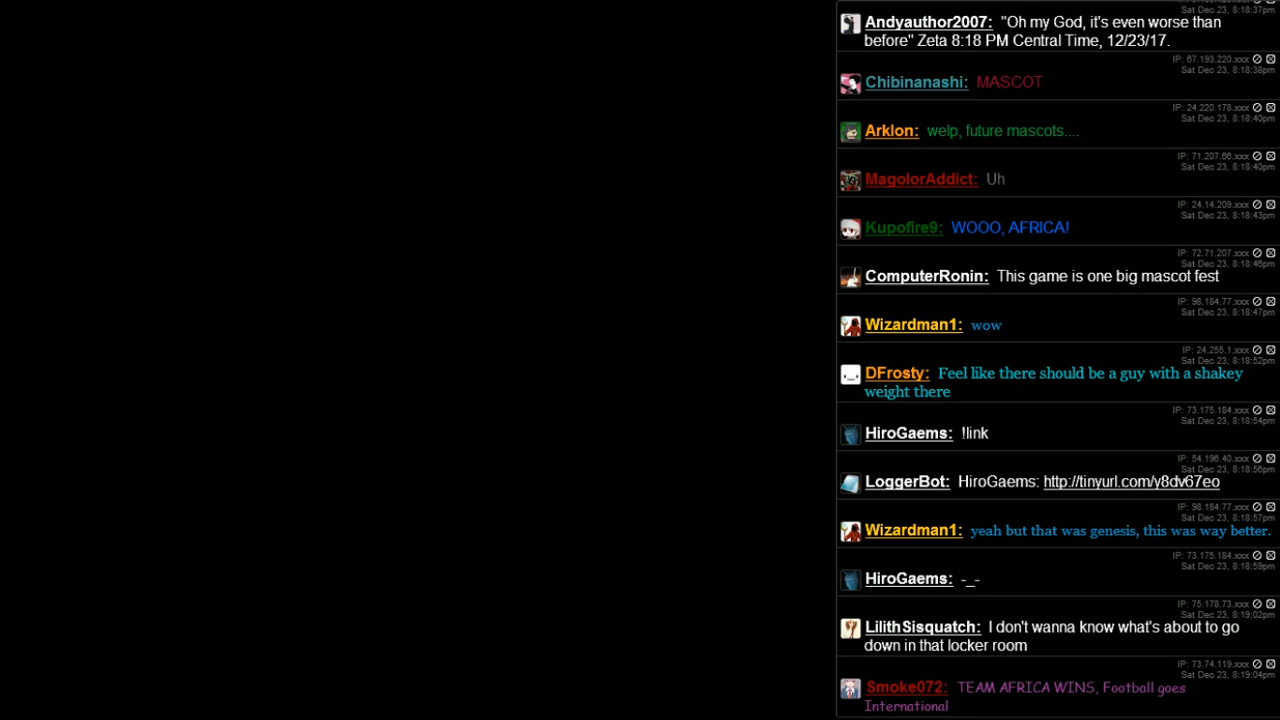 Sat Dec 23, 8:18:37pm
Andyauthor2007: "Oh my God, it's even worse than
before" Zeta 8:18 PM Central Time, 12/23/17.
IP: 67.193.220.xxx
Sat Dec 23, 8:18:38pm
Chibinanashi: MASCOT
IP: 24.220.178.xxx
Sat Dec 23, 8:18:40pm
Arklon: welp, future mascots....
IP: 71.207.66.xxx
Sat Dec 23, 8:18:40pm
MagolorAddict: Uh
IP: 24.14.209.xxx
Sat Dec 23, 8:18:43pm
Kupofire9: WOOO, AFRICA!
IP: 72.71.207.xxx
Sat Dec 23, 8:18:46pm
ComputerRonin: This game is one big mascot fest
IP: 98.184.77.xxx
Sat Dec 23, 8:18:47pm
Wizardman1: wow
IP: 24.255.1.xxx
Sat Dec 23, 8:18:52pm
DFrosty: Feel like there should be a guy with a shakey
weight there
IP: 73.175.184.xxx
Sat Dec 23, 8:18:54pm
HiroGaems: !link
IP: 54.196.40.xxx
Sat Dec 23, 8:18:56pm
LoggerBot: HiroGaems: http://tinyurl.com/y8dv67eo
IP: 98.184.77.xxx
Sat Dec 23, 8:18:57pm
Wizardman1: yeah but that was genesis, this was way better.
IP: 73.175.184.xxx
Sat Dec 23, 8:18:59pm
HiroGaems: -_-
IP: 75.178.73.xxx
Sat Dec 23, 8:19:02pm
LilithSisquatch: I don't wanna know what's about to go
down in that locker room
IP: 73.74.119.xxx
Sat Dec 23, 8:19:04pm
Smoke072: TEAM AFRICA WINS, Football goes
International